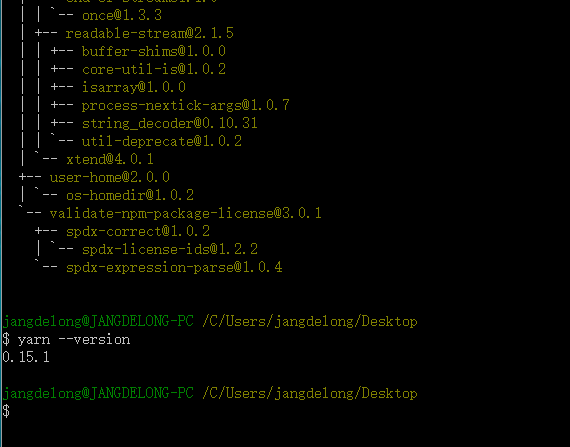 | | `-- once@1.3.3
| +-- readable-stream@2.1.5
| | +-- buffer-shims@1.0.0
| | +-- core-util-is@1.0.2
| | +-- isarray@1.0.0
| | +-- process-nextick-args@1.0.7
| | +-- string_decoder@0.10.31
| | `-- util-deprecate@1.0.2
| `-- xtend@4.0.1
+-- user-home@2.0.0
| `-- os-homedir@1.0.2
`-- validate-npm-package-license@3.0.1
+-- spdx-correct@1.0.2
| `-- spdx-license-ids@1.2.2
`-- spdx-expression-parse@1.0.4
jangdelong@JANGDELONG-PC /C/Users/jangdelong/Desktop
$ yarn --version
0.15.1
jangdelong@JANGDELONG-PC /C/Users/jangdelong/Desktop
$